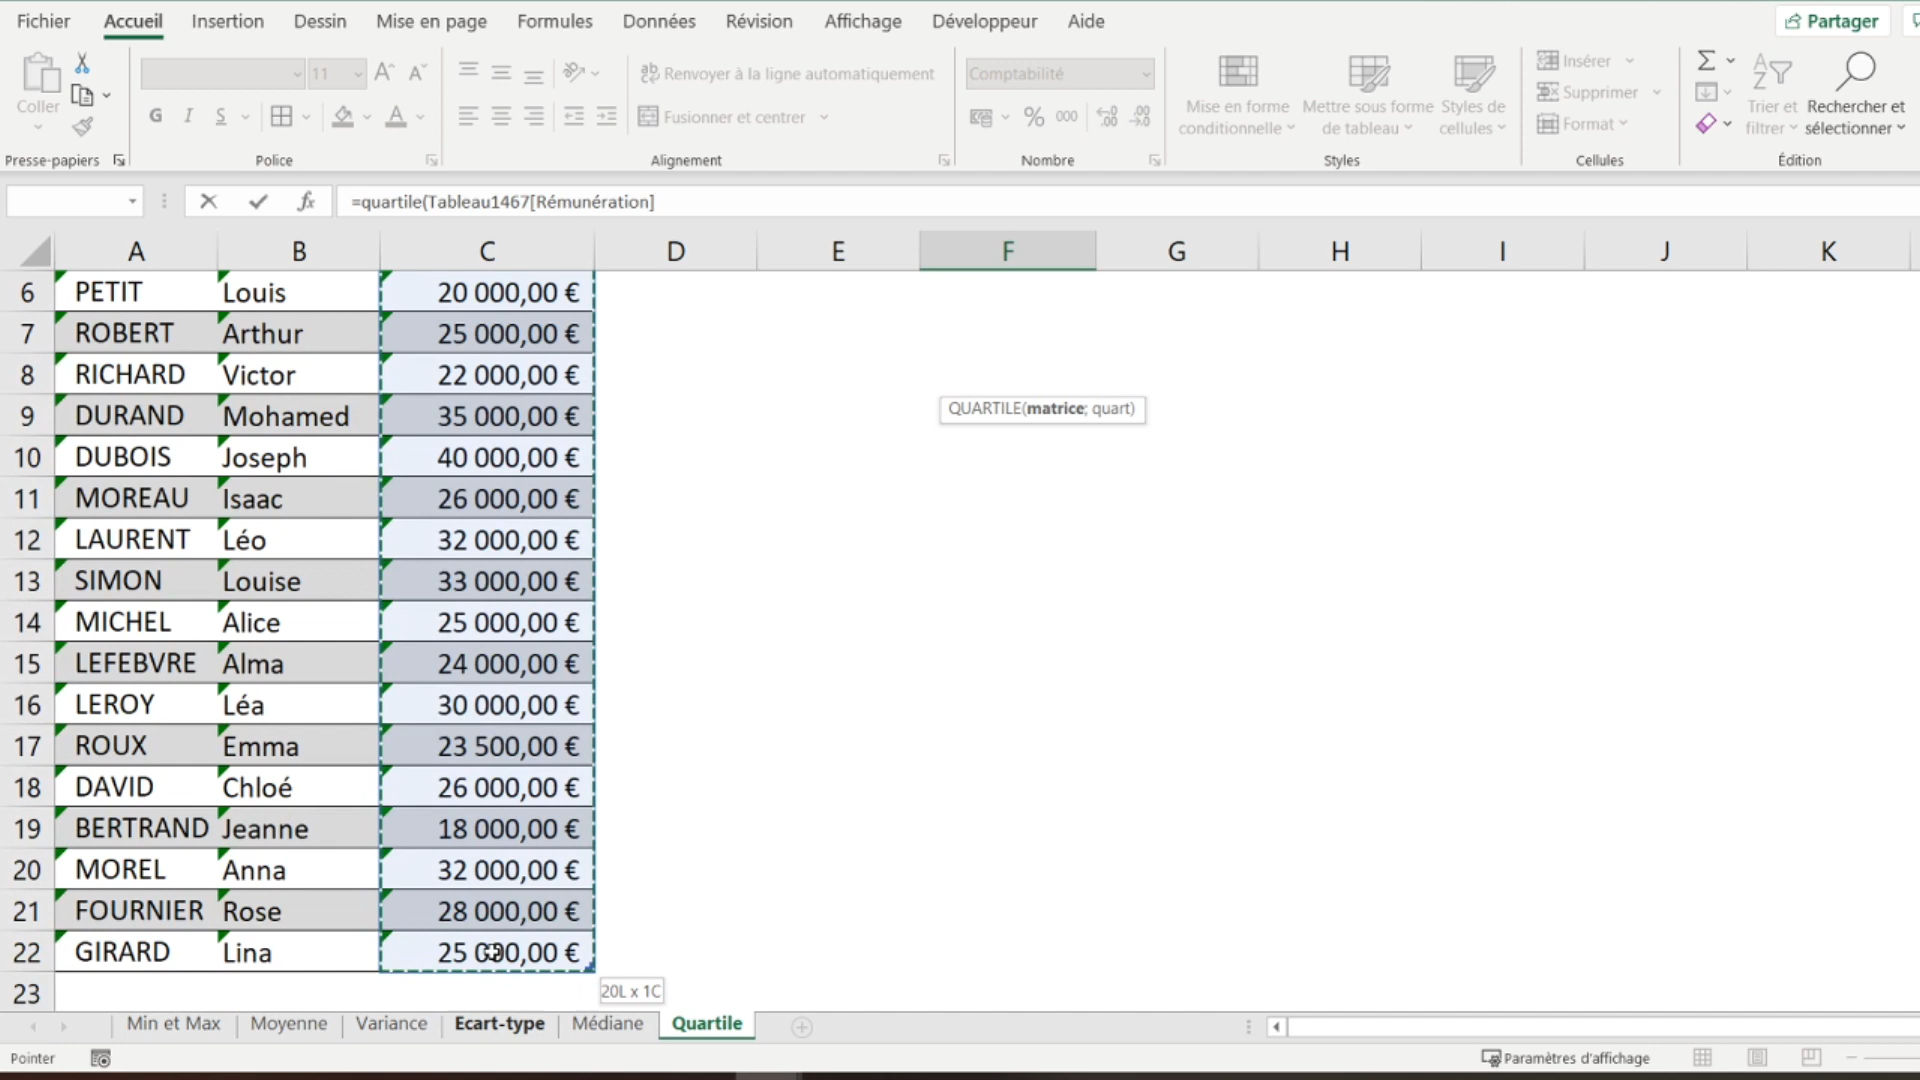 Fichier Accueil Insertion Dessin Mise en page Formules Données Révision Affichage Développeur Aide Partager
Coller
Presse-papiers
11
G I S
Police
Renvoyer à la ligne automatiquement
Fusionner et centrer
Alignement
Comptabilité
% 000
Nombre
Mise en forme conditionnelle
Mettre sous forme de tableau
Styles de cellules
Styles
Insérer
Supprimer
Format
Cellules
Trier et filtrer
Rechercher et sélectionner
Édition
fx =quartile(Tableau1467[Rémunération]
A B C D E F G H I J K
6 PETIT Louis 20 000,00 €
7 ROBERT Arthur 25 000,00 €
8 RICHARD Victor 22 000,00 €
9 DURAND Mohamed 35 000,00 €
QUARTILE(matrice; quart)
10 DUBOIS Joseph 40 000,00 €
11 MOREAU Isaac 26 000,00 €
12 LAURENT Léo 32 000,00 €
13 SIMON Louise 33 000,00 €
14 MICHEL Alice 25 000,00 €
15 LEFEBVRE Alma 24 000,00 €
16 LEROY Léa 30 000,00 €
17 ROUX Emma 23 500,00 €
18 DAVID Chloé 26 000,00 €
19 BERTRAND Jeanne 18 000,00 €
20 MOREL Anna 32 000,00 €
21 FOURNIER Rose 28 000,00 €
22 GIRARD Lina 25 000,00 €
23
20L x 1C
Min et Max Moyenne Variance Ecart-type Médiane Quartile
Pointer Paramètres d'affichage